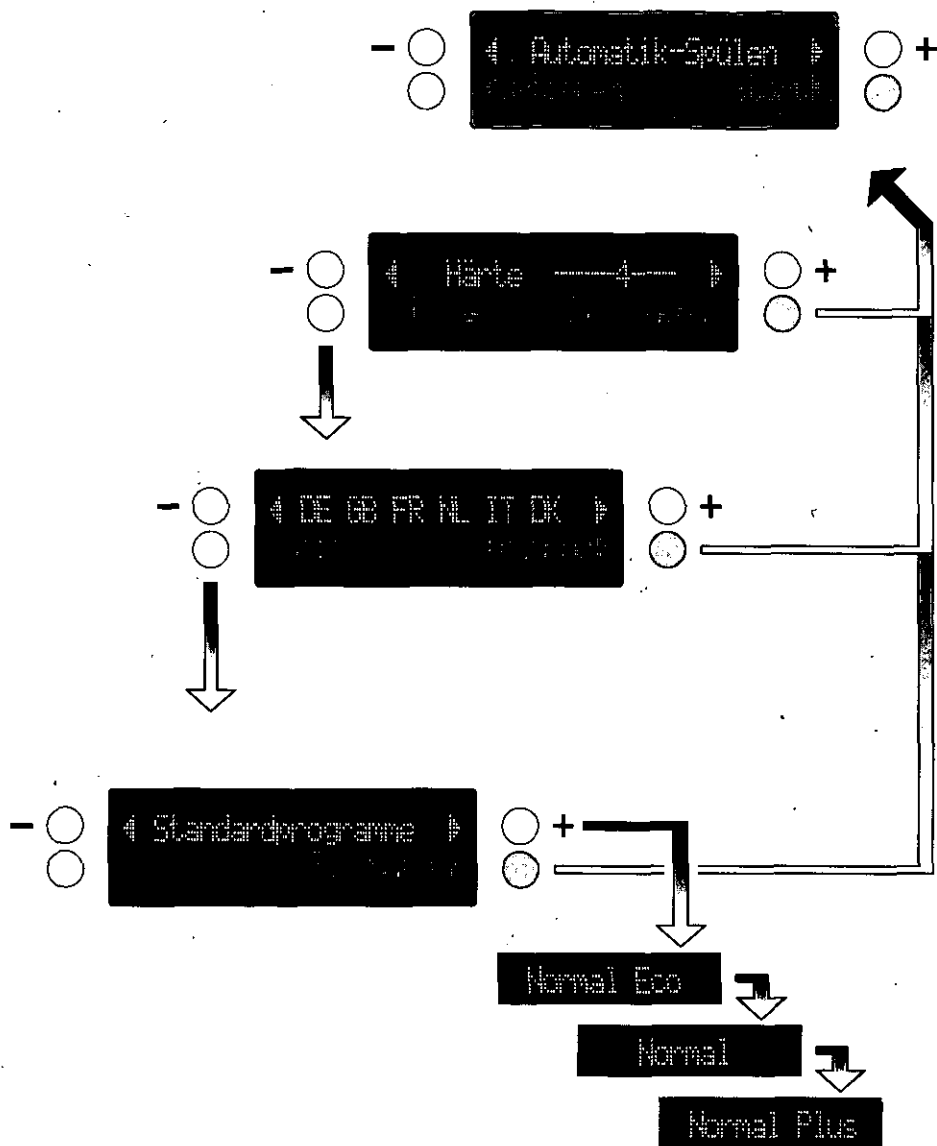 - ◀ Automatik-Spülen ▶ +
- ◀ Härte -----4--- ▶ +
- ◀ DE GB FR NL IT DK ▶ +
- ◀ Standardprogramme ▶ +
Normal Eco
Normal
Normal Plus